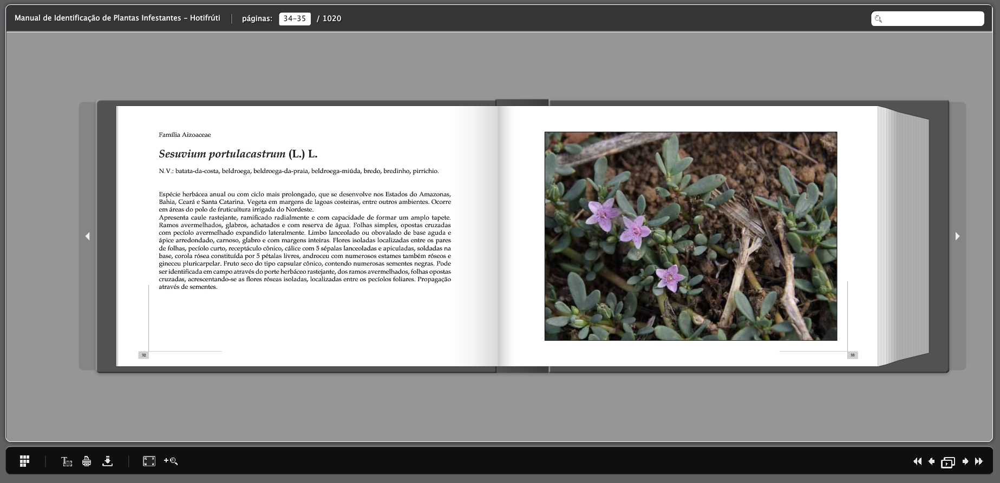 Manual de Identificação de Plantas Infestantes – Hotifrúti
páginas: 34-35 / 1020
Família Aizoaceae
Sesuvium portulacastrum (L.) L.
N.V.: batata-da-costa, beldroega, beldroega-da-praia, beldroega-miúda, bredo, bredinho, pirrichio.
Espécie herbácea anual ou com ciclo mais prolongado, que se desenvolve nos Estados do Amazonas,
Bahia, Ceará e Santa Catarina. Vegeta em margens de lagoas costeiras, entre outros ambientes. Ocorre
em áreas do polo de fruticultura irrigada do Nordeste.
Apresenta caule rastejante, ramificado radialmente e com capacidade de formar um amplo tapete.
Ramos avermelhados, glabros, achatados e com reserva de água. Folhas simples, opostas cruzadas
com pecíolo avermelhado expandido lateralmente. Limbo lanceolado ou obovalado de base aguda e
ápice arredondado, carnoso, glabro e com margens inteiras. Flores isoladas localizadas entre os pares
de folhas, pecíolo curto, receptáculo cônico, cálice com 5 sépalas lanceoladas e apiculadas, soldadas na
base, corola rósea constituída por 5 pétalas livres, androceu com numerosos estames também róseos e
gineceu pluricarpelar. Fruto seco do tipo capsular cônico, contendo numerosas sementes negras. Pode
ser identificada em campo através do porte herbáceo rastejante, dos ramos avermelhados, folhas opostas
cruzadas, acrescentando-se as flores róseas isoladas, localizadas entre os pecíolos foliares. Propagação
através de sementes.
32
33